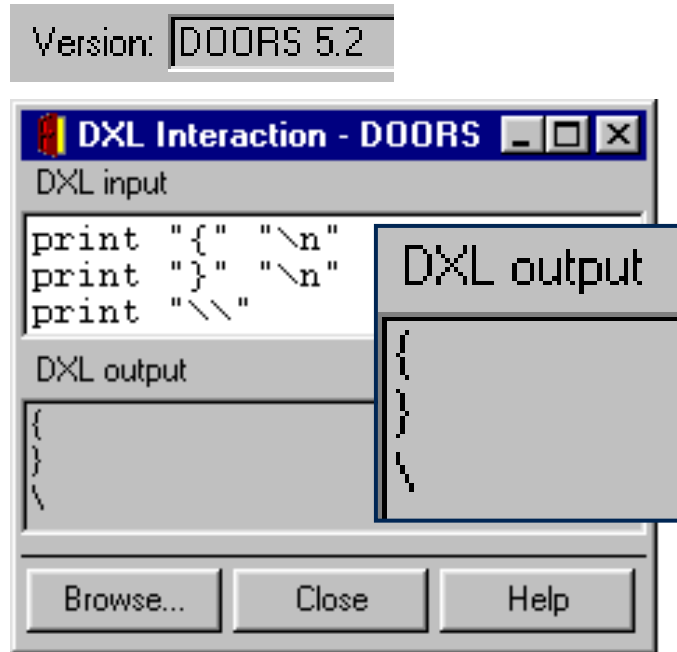 Version: DOORS 5.2
DXL Interaction - DOORS
DXL input
print "{" "\n"
print "}" "\n"
print "\\"
DXL output
{
}
\
DXL output
{
}
\
Browse... Close Help